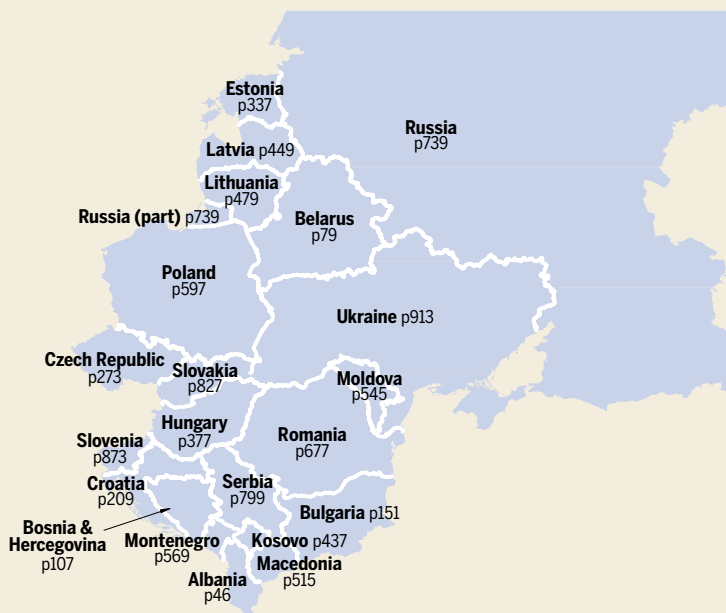 Estonia
p337
Russia
p739
Latvia p449
Lithuania
p479
Russia (part) p739
Belarus
p79
Poland
p597
Ukraine p913
Czech Republic
p273
Slovakia
p827
Moldova
p545
Hungary
p377
Romania
p677
Slovenia
p873
Croatia
p209
Serbia
p799
Bulgaria p151
Bosnia &
Hercegovina
p107
Montenegro
p569
Kosovo p437
Macedonia
p515
Albania
p46